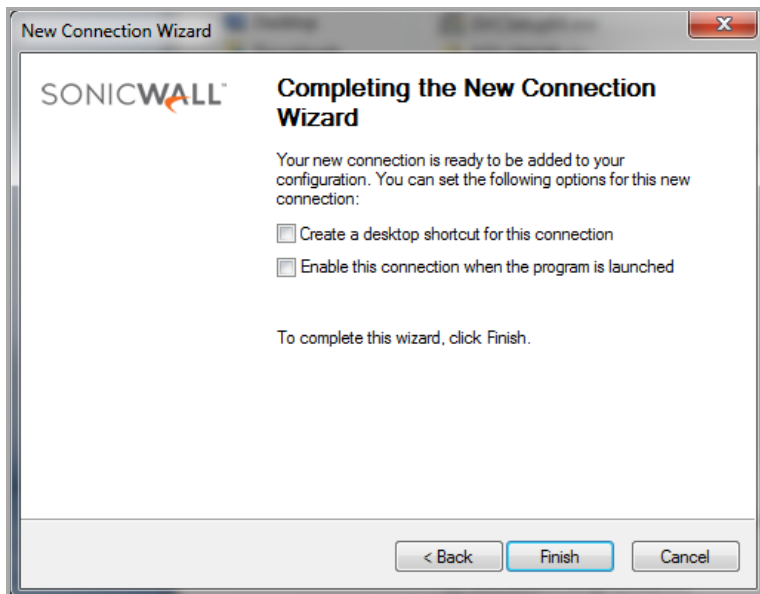 New Connection Wizard
SONICWALL™
Completing the New Connection
Wizard
Your new connection is ready to be added to your
configuration. You can set the following options for this new
connection:
Create a desktop shortcut for this connection
Enable this connection when the program is launched
To complete this wizard, click Finish.
< Back
Finish
Cancel